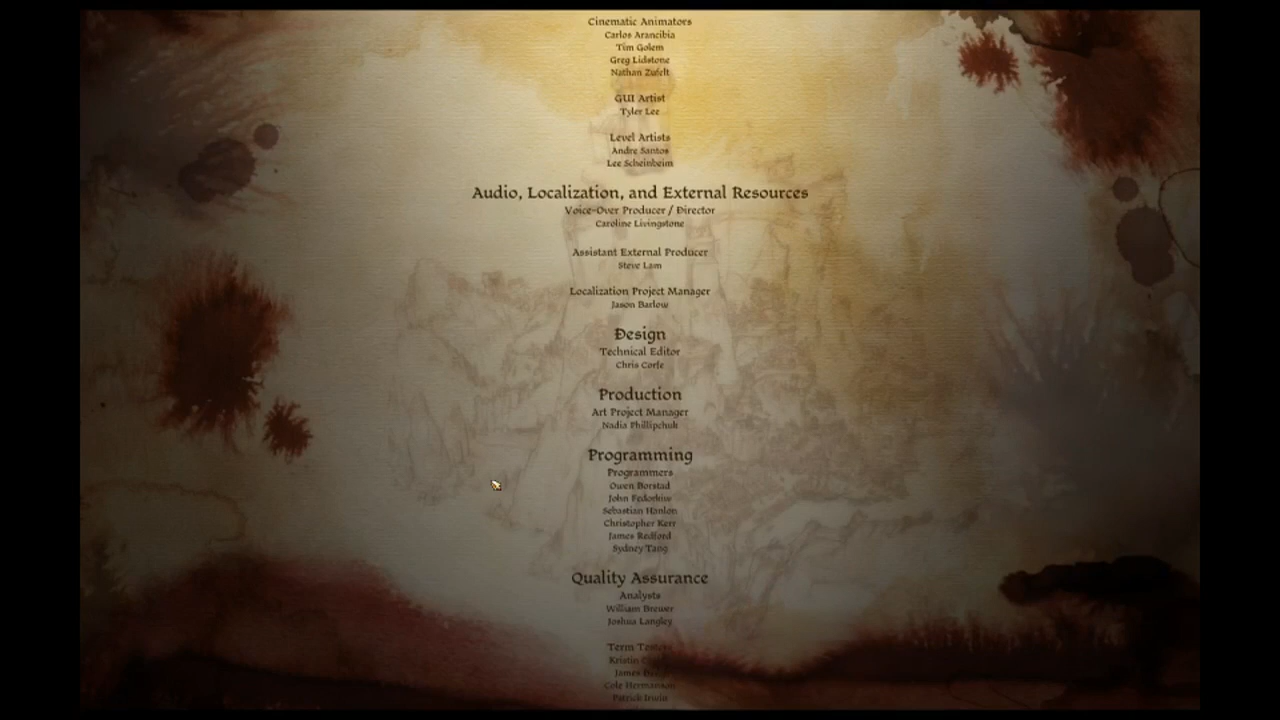 Cinematic Animators
Carlos Arancibia
Tim Golem
Greg Lidstone
Nathan Zufelt
GUI Artist
Tyler Lee
Level Artists
Andre Santos
Lee Scheinbeim
Audio, Localization, and External Resources
Voice-Over Producer / Director
Caroline Livingstone
Assistant External Producer
Steve Lam
Localization Project Manager
Jason Barlow
Design
Technical Editor
Chris Corfe
Production
Art Project Manager
Nadia Phillipchuk
Programming
Programmers
Owen Borstad
John Fedorkiw
Sebastian Hanlon
Christopher Kerr
James Redford
Sydney Tang
Quality Assurance
Analysts
William Brewer
Joshua Langley
Term Testers
Kristin
James
Cole Hermanson
Patrick Irwin